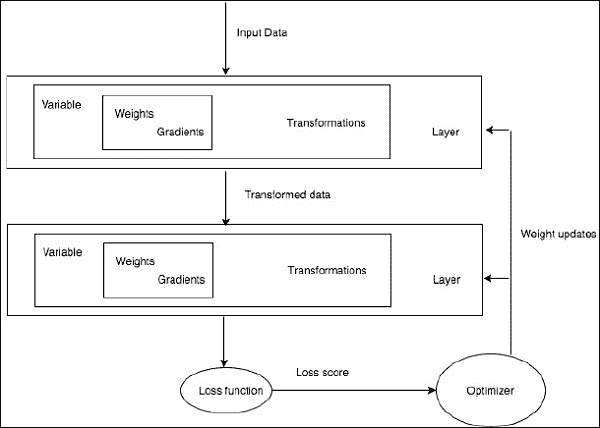 Input Data
Variable
Weights
Gradients
Transformations
Layer
Transformed data
Weight updates
Variable
Weights
Gradients
Transformations
Layer
Loss score
Loss function
Optimizer